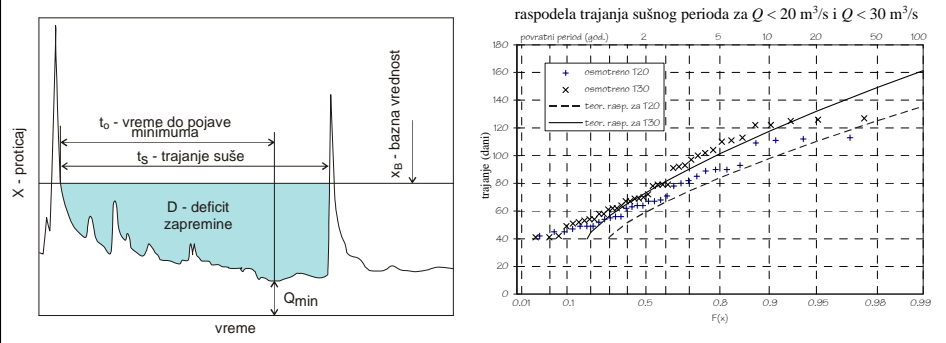 X - proticaj
t₀ - vreme do pojave
minimuma
tS - trajanje suše
xB - bazna vrednost
D - deficit
zapremine
Qmin
vreme
raspodela trajanja sušnog perioda za Q < 20 m³/s i Q < 30 m³/s
povratni period (god.) 2 5 10 20 50 100
180
160
140
120
100
80
60
40
20
0
trajanje (dani)
osmotreno T20
osmotreno T30
teor. rasp. za T20
teor. rasp. za T30
0.01 0.1 0.5 0.8 0.9 0.95 0.98 0.99
F(x)